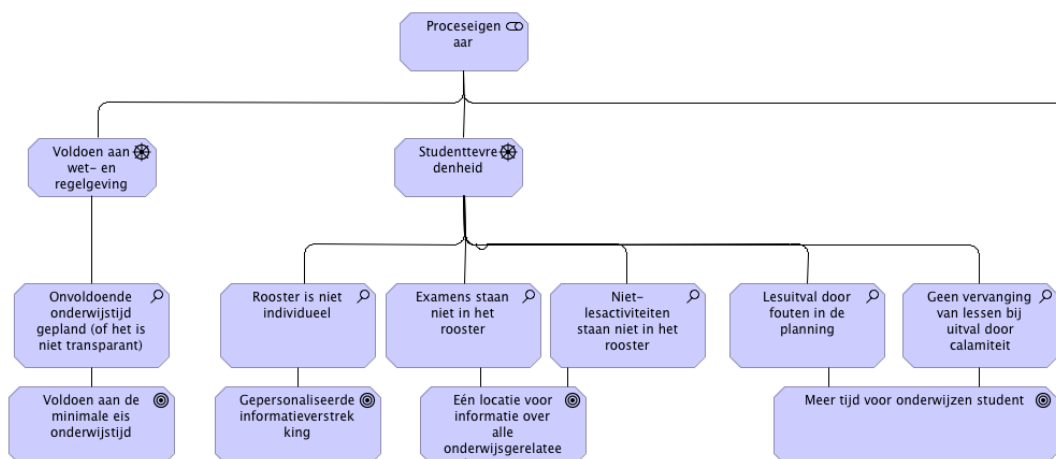 Proceseigen
aar
Voldoen aan
wet- en
regelgeving
Studenttevre
denheid
Onvoldoende
onderwijstijd
gepland (of het is
niet transparant)
Rooster is niet
individueel
Examens staan
niet in het
rooster
Niet-
lesactiviteiten
staan niet in het
rooster
Lesuitval door
fouten in de
planning
Geen vervanging
van lessen bij
uitval door
calamiteit
Voldoen aan de
minimale eis
onderwijstijd
Gepersonaliseerde
informatieverstrek
king
Eén locatie voor
informatie over
alle
onderwijsgerelatee
Meer tijd voor onderwijzen student